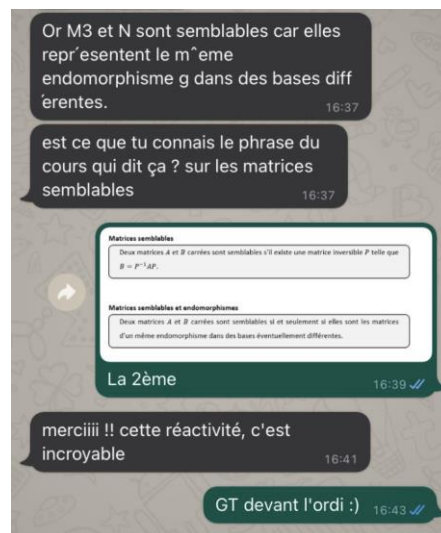 Or M3 et N sont semblables car elles
repr´esentent le mˆeme
endomorphisme g dans des bases diff
´erentes.
16:37
est ce que tu connais le phrase du
cours qui dit ça ? sur les matrices
semblables
16:37
Matrices semblables
Deux matrices A et B carrées sont semblables s'il existe une matrice inversible P telle que
B = P⁻¹AP.
Matrices semblables et endomorphismes
Deux matrices A et B carrées sont semblables si et seulement si elles sont les matrices
d'un même endomorphisme dans des bases éventuellement différentes.
La 2ème
16:39
merciiii !! cette réactivité, c'est
incroyable
16:41
GT devant l'ordi :) 16:43